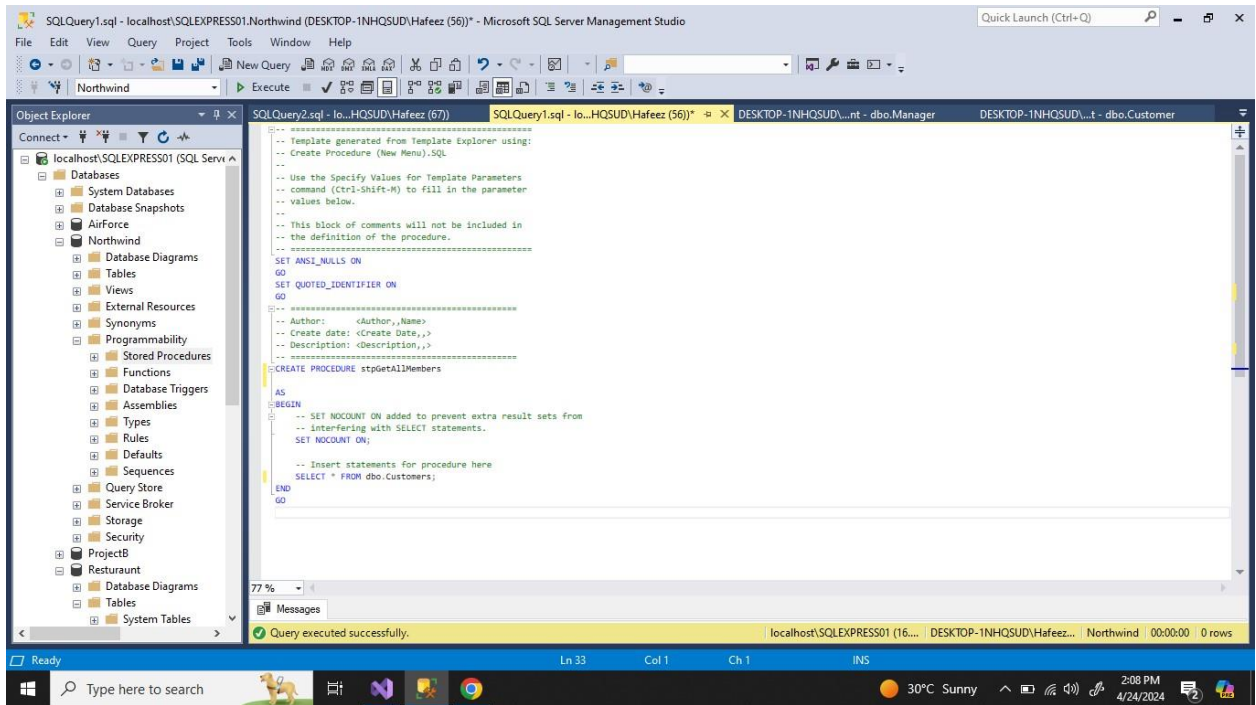 SQLQuery1.sql - localhost\SQLEXPRESS01.Northwind (DESKTOP-1NHQSUD\Hafeez (56))* - Microsoft SQL Server Management Studio
Quick Launch (Ctrl+Q)
File Edit View Query Project Tools Window Help
New Query
Northwind
Execute
Object Explorer
SQLQuery2.sql - lo...HQSUD\Hafeez (67))
SQLQuery1.sql - lo...HQSUD\Hafeez (56))*
DESKTOP-1NHQSUD\...nt - dbo.Manager
DESKTOP-1NHQSUD\...t - dbo.Customer
Connect
localhost\SQLEXPRESS01 (SQL Serve
Databases
System Databases
Database Snapshots
AirForce
Northwind
Database Diagrams
Tables
Views
External Resources
Synonyms
Programmability
Stored Procedures
Functions
Database Triggers
Assemblies
Types
Rules
Defaults
Sequences
Query Store
Service Broker
Storage
Security
ProjectB
Resturaunt
Database Diagrams
Tables
System Tables
-- ================================================
-- Template generated from Template Explorer using:
-- Create Procedure (New Menu).SQL
--
-- Use the Specify Values for Template Parameters
-- command (Ctrl-Shift-M) to fill in the parameter
-- values below.
--
-- This block of comments will not be included in
-- the definition of the procedure.
-- ================================================
SET ANSI_NULLS ON
GO
SET QUOTED_IDENTIFIER ON
GO
-- =============================================
-- Author: <Author,,Name>
-- Create date: <Create Date,,>
-- Description: <Description,,>
-- =============================================
CREATE PROCEDURE stpGetAllMembers
AS
BEGIN
-- SET NOCOUNT ON added to prevent extra result sets from
-- interfering with SELECT statements.
SET NOCOUNT ON;
-- Insert statements for procedure here
SELECT * FROM dbo.Customers;
END
GO
77 %
Messages
Query executed successfully.
localhost\SQLEXPRESS01 (16.... DESKTOP-1NHQSUD\Hafeez... Northwind 00:00:00 0 rows
Ready Ln 33 Col 1 Ch 1 INS
Type here to search
30°C Sunny
2:08 PM
4/24/2024
2